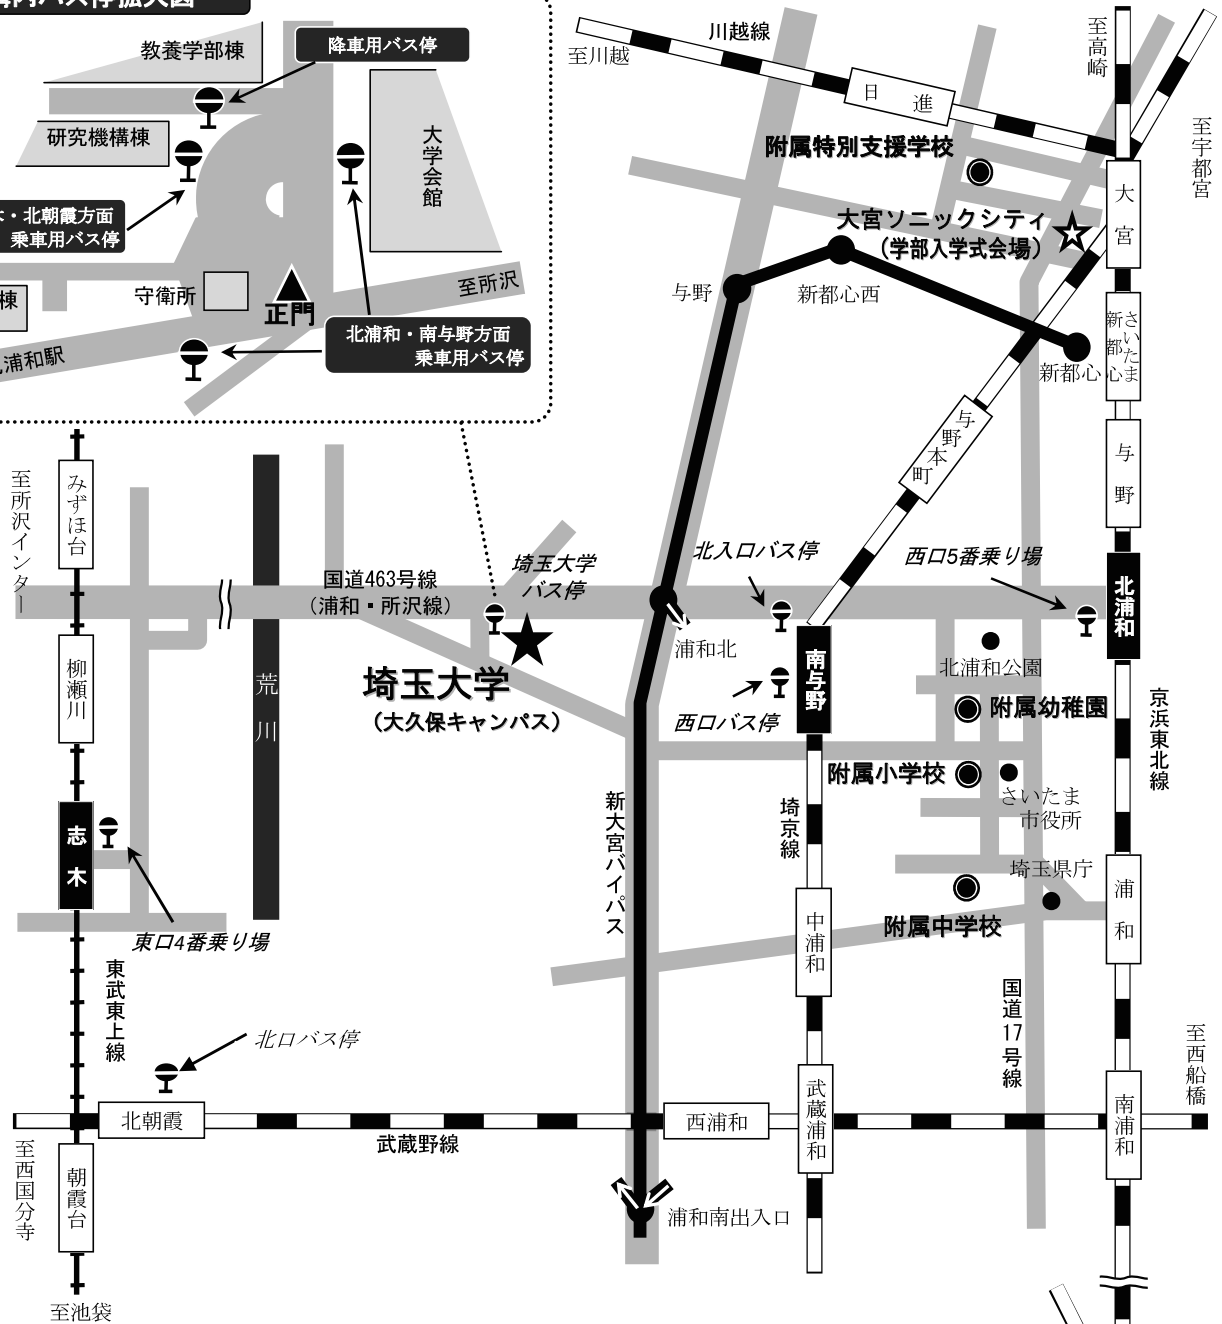 構内バス停拡大図
教養学部棟
降車用バス停
研究機構棟
大学会館
木・北朝霞方面
乗車用バス停
守衛所
正門
至所沢
棟
北浦和・南与野方面
乗車用バス停
浦和駅
川越線
至川越
日進
至高崎
至宇都宮
附属特別支援学校
大宮
大宮ソニックシティ
(学部入学式会場)
与野
新都心西
新都心
さいたま
新都心
与野本町
与野
至所沢インター
みずほ台
国道463号線
(浦和・所沢線)
埼玉大学
バス停
北入口バス停
西口5番乗り場
北浦和
浦和北
南与野
北浦和公園
柳瀬川
荒川
埼玉大学
(大久保キャンパス)
西口バス停
附属幼稚園
京浜東北線
附属小学校
さいたま
市役所
新大宮バイパス
埼京線
志木
埼玉県庁
浦和
附属中学校
中浦和
東口4番乗り場
東武東上線
国道17号線
北口バス停
至西船橋
北朝霞
武蔵野線
西浦和
武蔵浦和
南浦和
至西国分寺
朝霞台
浦和南出入口
至池袋